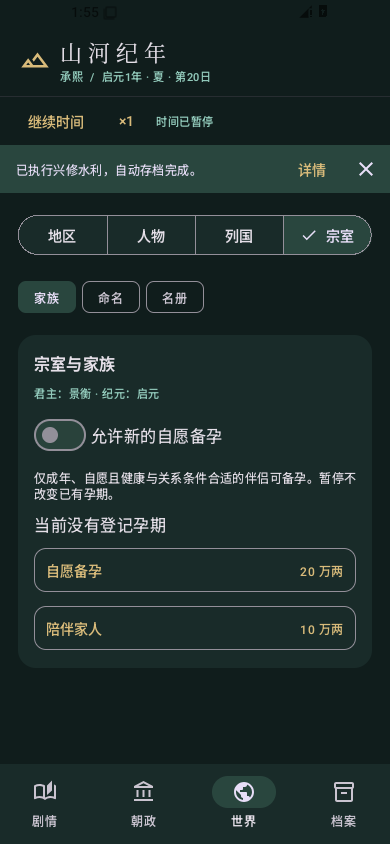 1:55
山河纪年
承熙 / 启元1年 · 夏 · 第20日
继续时间 ×1 时间已暂停
已执行兴修水利，自动存档完成。 详情
地区 人物 列国 宗室
家族 命名 名册
宗室与家族
君主：景衡 · 纪元：启元
允许新的自愿备孕
仅成年、自愿且健康与关系条件合适的伴侣可备孕。暂停不
改变已有孕期。
当前没有登记孕期
自愿备孕 20 万两
陪伴家人 10 万两
剧情 朝政 世界 档案